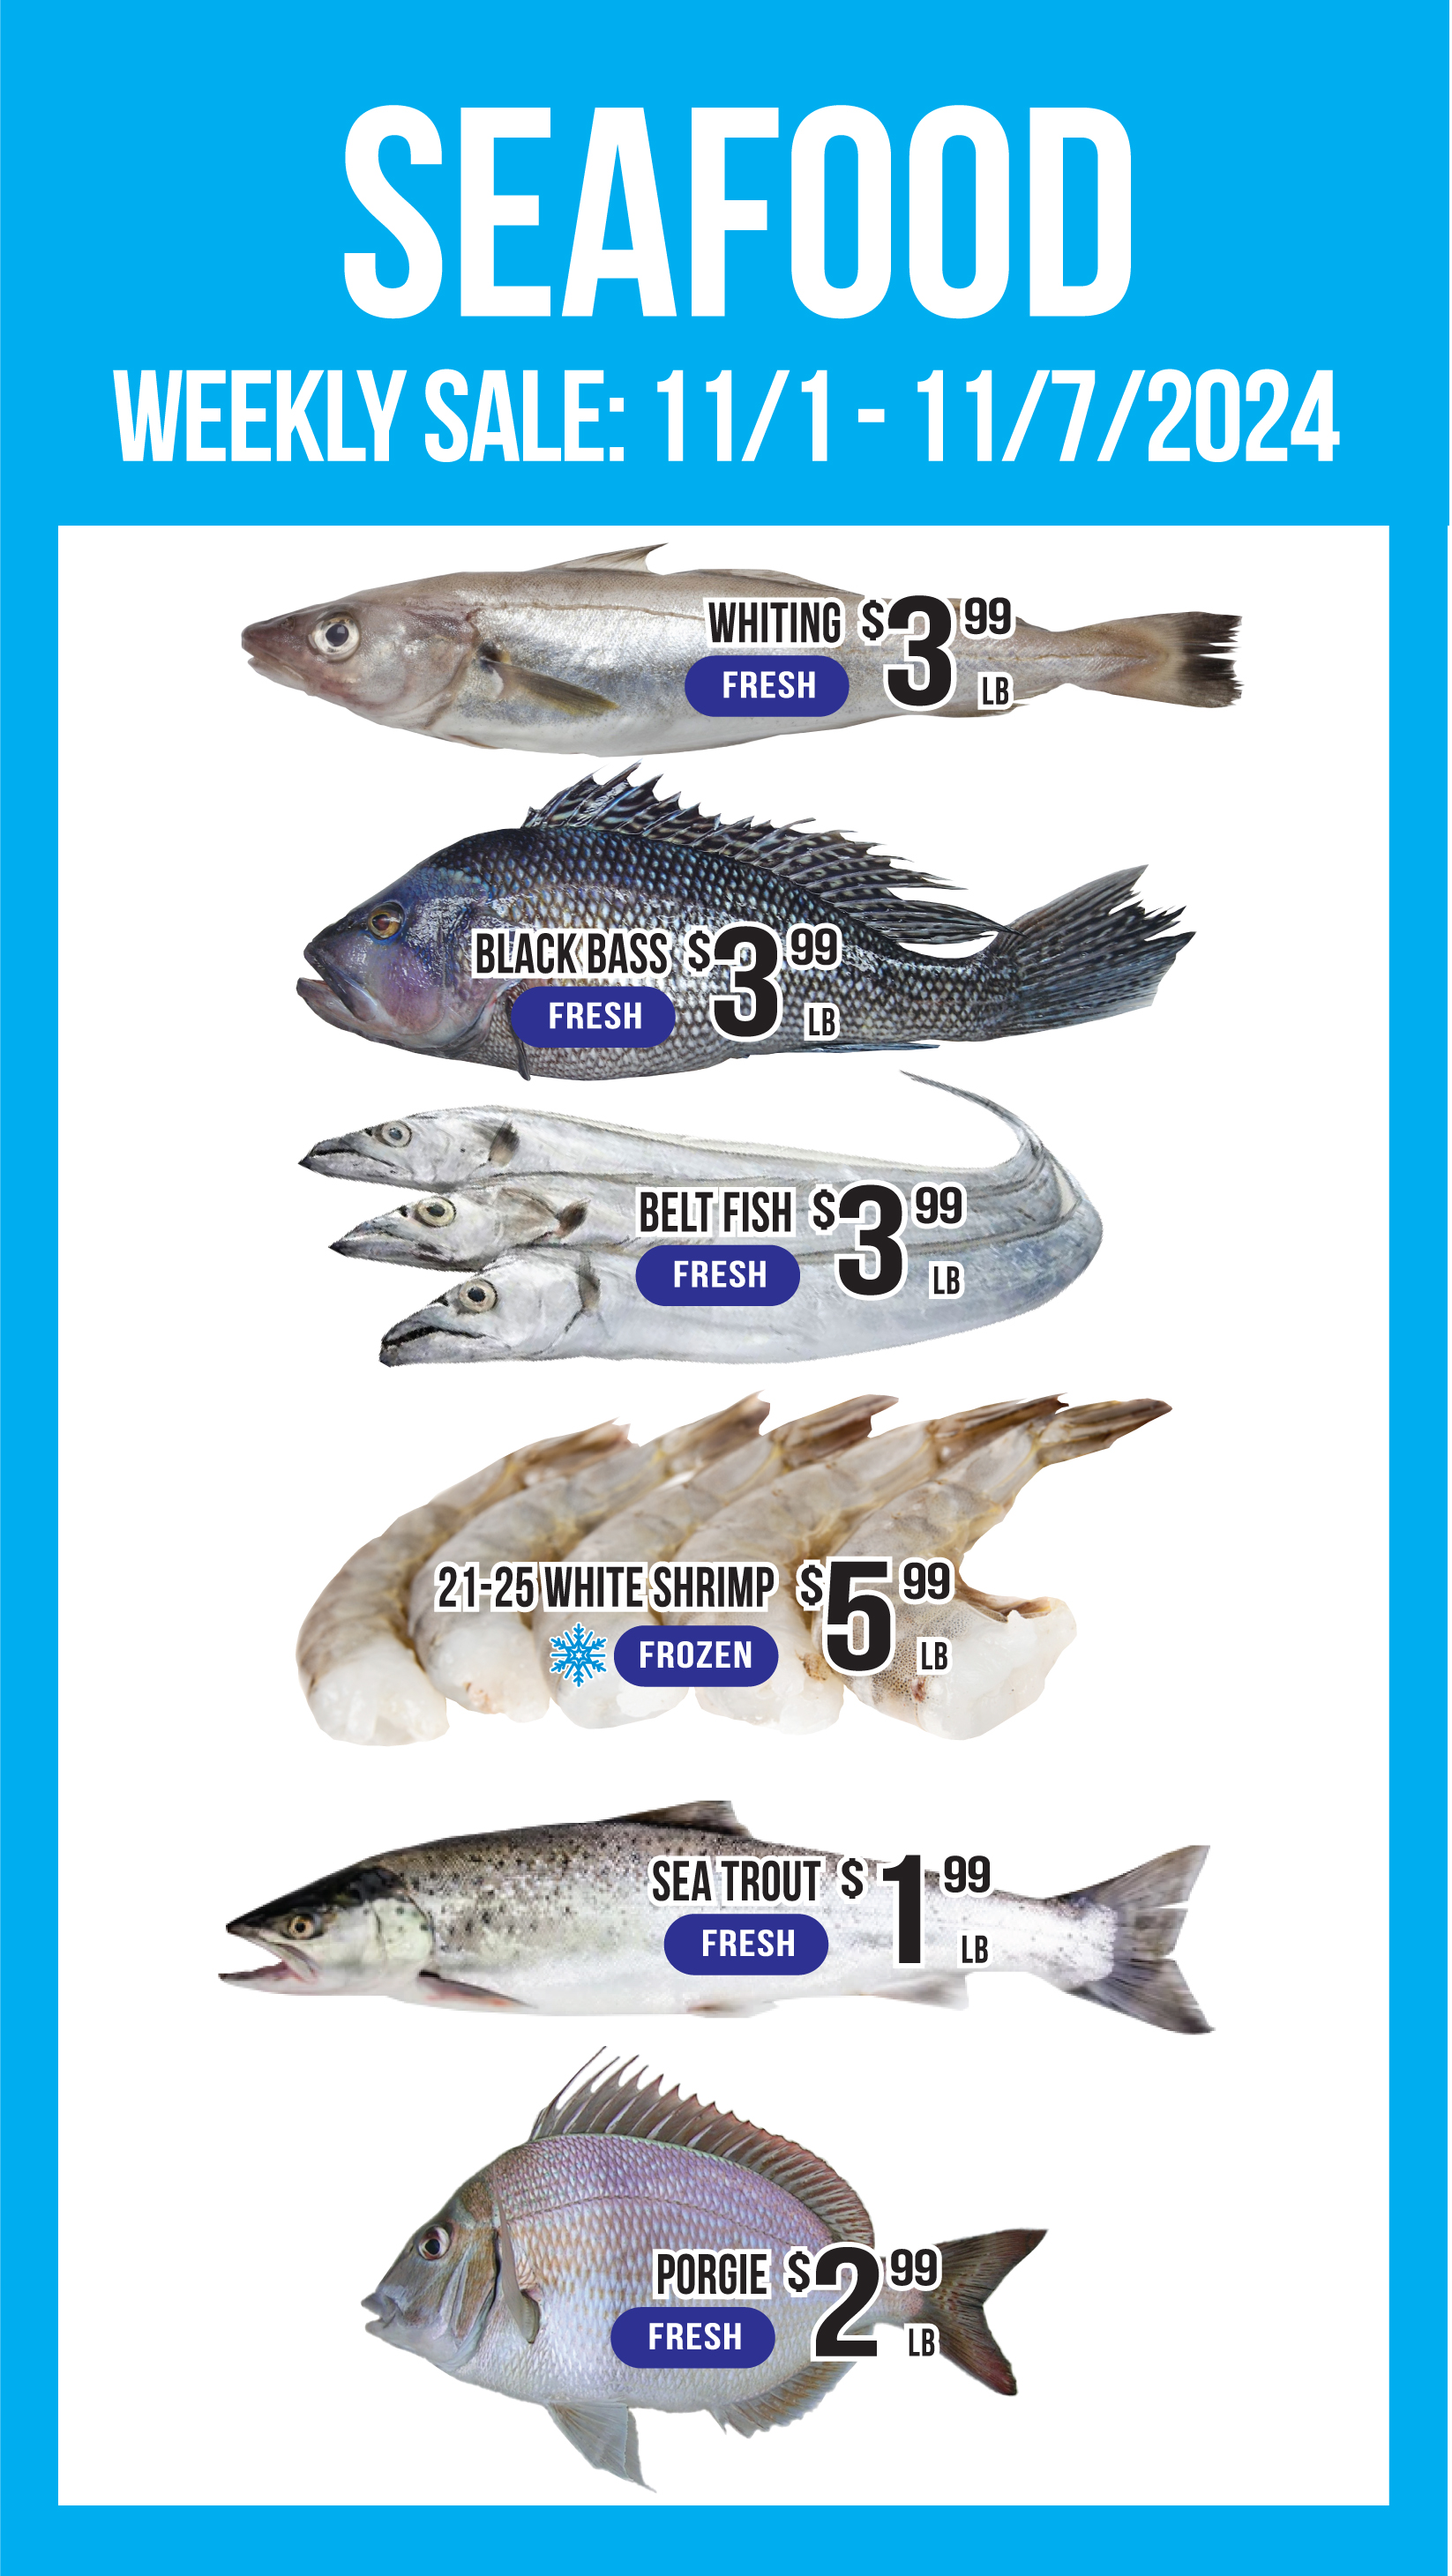 SEAFOOD
WEEKLY SALE: 11/1 - 11/7/2024
WHITING $3 99
FRESH LB
BLACK BASS $3 99
FRESH LB
BELT FISH $3 99
FRESH LB
21-25 WHITE SHRIMP $5 99
FROZEN LB
SEA TROUT $1 99
FRESH LB
PORGIE $2 99
FRESH LB